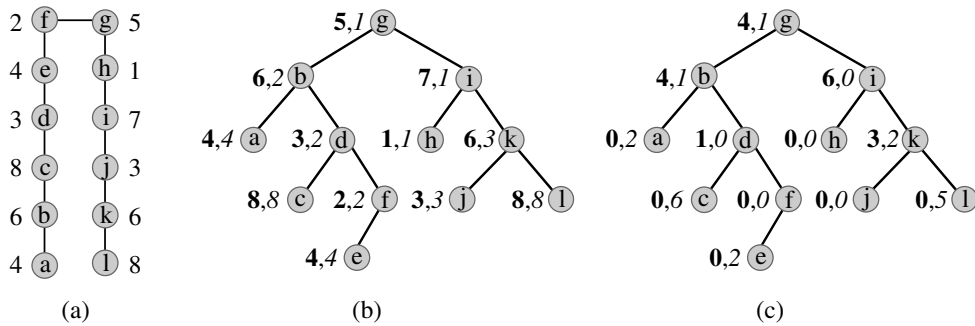 2 f g 5
4 e h 1
3 d i 7
8 c j 3
6 b k 6
4 a l 8
(a)
5,1 g
6,2 b 7,1 i
4,4 a 3,2 d 1,1 h 6,3 k
8,8 c 2,2 f 3,3 j 8,8 l
4,4 e
(b)
4,1 g
4,1 b 6,0 i
0,2 a 1,0 d 0,0 h 3,2 k
0,6 c 0,0 f 0,0 j 0,5 l
0,2 e
(c)